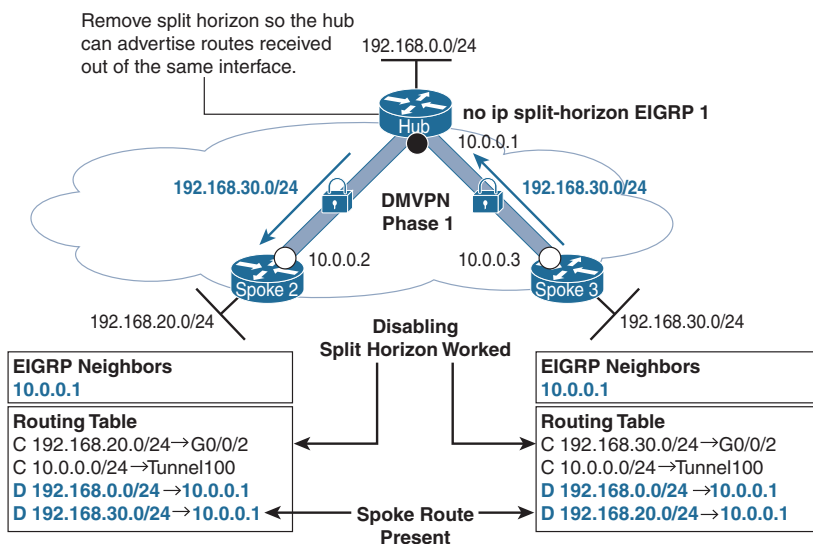 Remove split horizon so the hub
can advertise routes received
out of the same interface.
192.168.0.0/24
no ip split-horizon EIGRP 1
Hub
10.0.0.1
192.168.30.0/24
192.168.30.0/24
DMVPN
Phase 1
10.0.0.2
10.0.0.3
Spoke 2
Spoke 3
192.168.20.0/24
192.168.30.0/24
Disabling
Split Horizon Worked
EIGRP Neighbors
10.0.0.1
Routing Table
C 192.168.20.0/24→G0/0/2
C 10.0.0.0/24→Tunnel100
D 192.168.0.0/24→10.0.0.1
D 192.168.30.0/24→10.0.0.1
EIGRP Neighbors
10.0.0.1
Routing Table
C 192.168.30.0/24→G0/0/2
C 10.0.0.0/24→Tunnel100
D 192.168.0.0/24→10.0.0.1
D 192.168.20.0/24→10.0.0.1
Spoke Route
Present